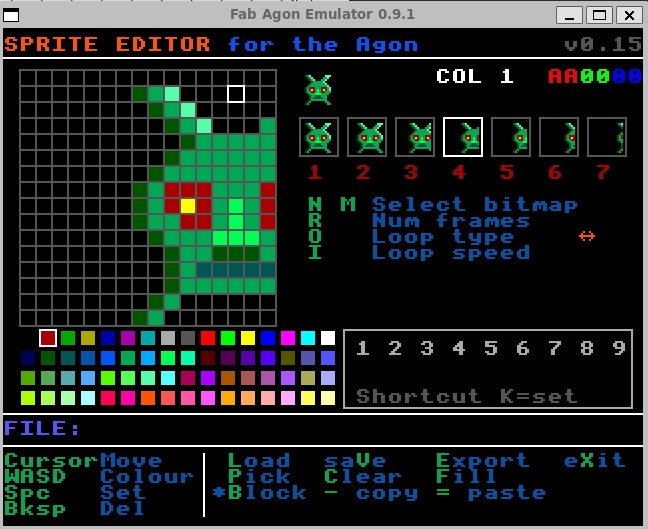 Fab Agon Emulator 0.9.1
SPRITE EDITOR for the Agon v0.15
COL 1 AA0000
1 2 3 4 5 6 7
N M Select bitmap
R Num frames
O Loop type ↔
I Loop speed
1 2 3 4 5 6 7 8 9
Shortcut K=set
FILE:
Cursor Move Load saVe Export eXit
WASD Colour Pick Clear Fill
Spc Set *Block - copy = paste
Bksp Del